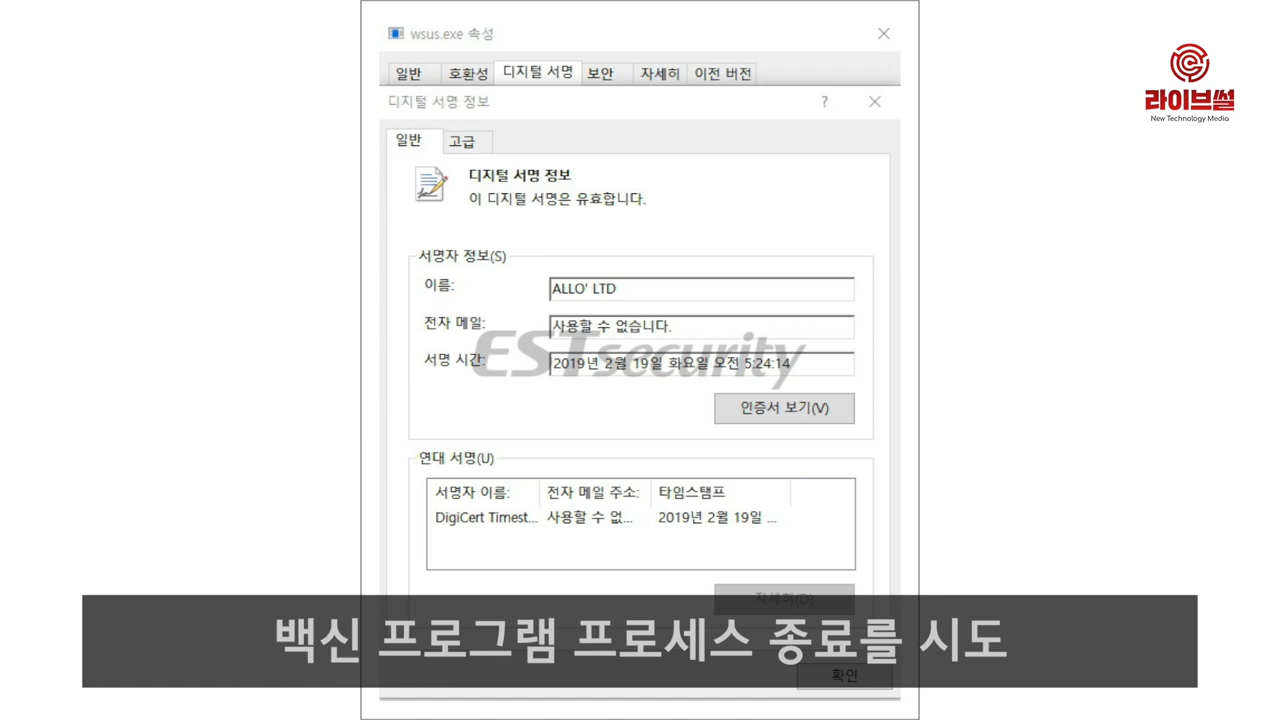 wsus.exe 속성
일반 호환성 디지털 서명 보안 자세히 이전 버전
디지털 서명 정보 ?
일반 고급
디지털 서명 정보
이 디지털 서명은 유효합니다.
서명자 정보(S)
이름: ALLO' LTD
전자 메일: 사용할 수 없습니다.
서명 시간: 2019년 2월 19일 화요일 오전 5:24:14
ESTsecurity
인증서 보기(V)
연대 서명(U)
서명자 이름: 전자 메일 주소: 타임스탬프
DigiCert Timest... 사용할 수 없... 2019년 2월 19일 ...
자세히(D)
백신 프로그램 프로세스 종료를 시도
확인
라이브썰
New Technology Media